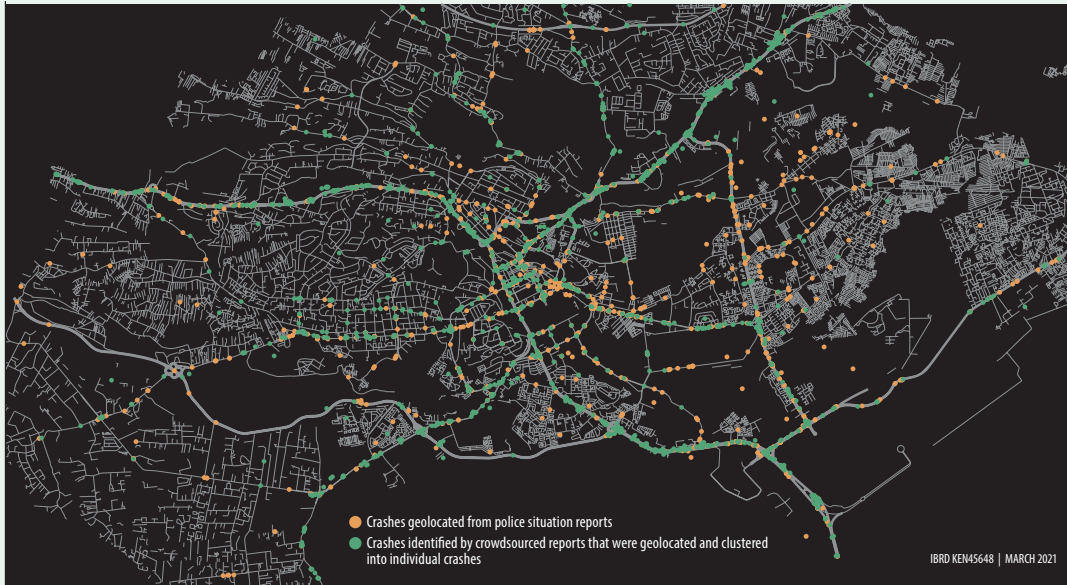 Crashes geolocated from police situation reports
Crashes identified by crowdsourced reports that were geolocated and clustered
into individual crashes
IBRD KEN45648 | MARCH 2021